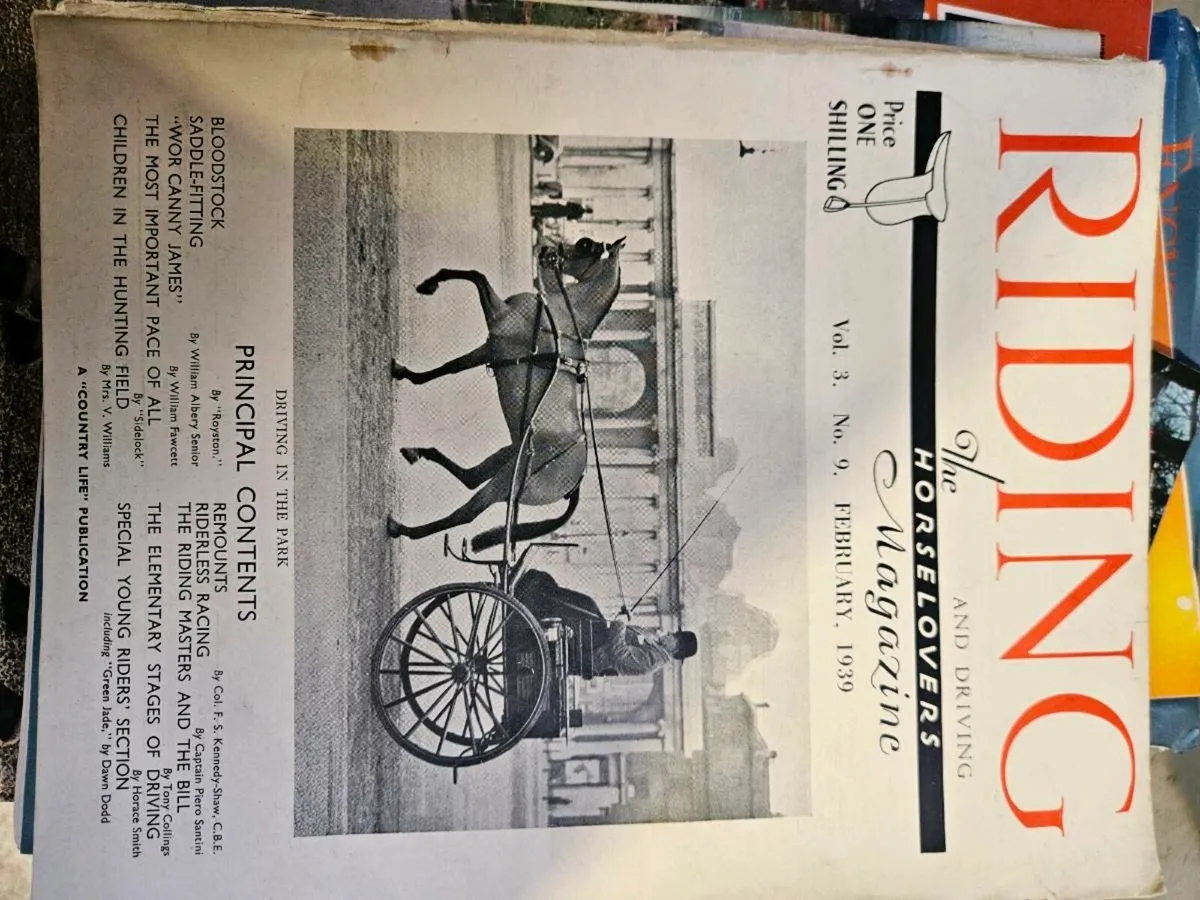 RIDING
AND DRIVING
The
HORSELOVERS
Magazine
Price
ONE
SHILLING
Vol. 3. No. 9. FEBRUARY, 1939
DRIVING IN THE PARK
PRINCIPAL CONTENTS
BLOODSTOCK
By "Royston."
SADDLE-FITTING
By William Albery Senior
"WOR CANNY JAMES"
By William Fawcett
THE MOST IMPORTANT PACE OF ALL
By "Sidelock"
CHILDREN IN THE HUNTING FIELD
By Mrs. V. Williams
REMOUNTS
By Col. F. S. Kennedy-Shaw, C.B.E.
RIDERLESS RACING
By Captain Piero Santini
THE RIDING MASTERS AND THE BILL
By Tony Collings
THE ELEMENTARY STAGES OF DRIVING
By Horace Smith
SPECIAL YOUNG RIDERS' SECTION
including "Green Jade," by Dawn Dodd
A "COUNTRY LIFE" PUBLICATION